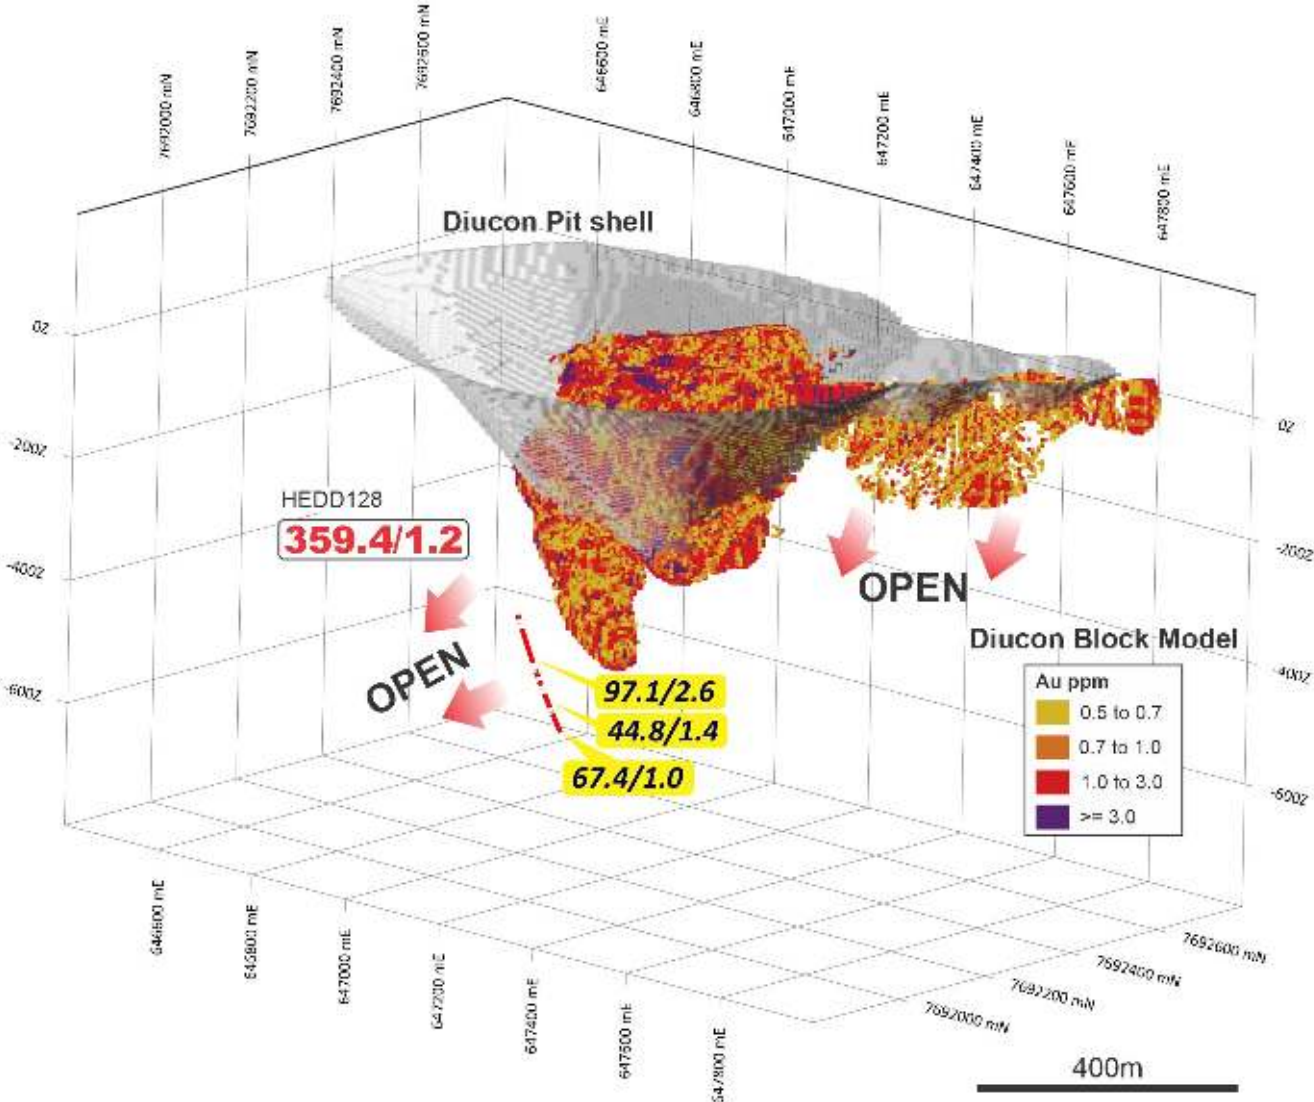 7692000 mN
7692200 mN
7692400 mN
7692600 mN
646600 mE
646800 mE
647000 mE
647200 mE
647400 mE
647600 mE
647800 mE
Diucon Pit shell
0Z
-200Z
-400Z
-600Z
0Z
-200Z
-400Z
-600Z
HEDD128
359.4/1.2
OPEN
OPEN
97.1/2.6
44.8/1.4
67.4/1.0
Diucon Block Model
Au ppm
0.5 to 0.7
0.7 to 1.0
1.0 to 3.0
>= 3.0
646600 mE
646800 mE
647000 mE
647200 mE
647400 mE
647600 mE
647800 mE
7692000 mN
7692200 mN
7692400 mN
7692600 mN
400m